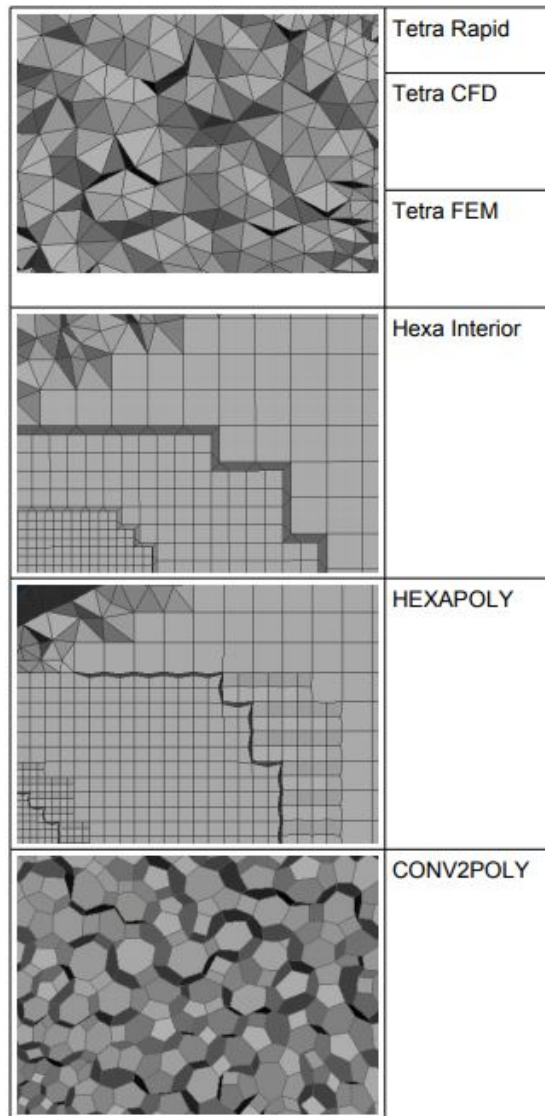 Tetra Rapid
Tetra CFD
Tetra FEM
Hexa Interior
HEXAPOLY
CONV2POLY